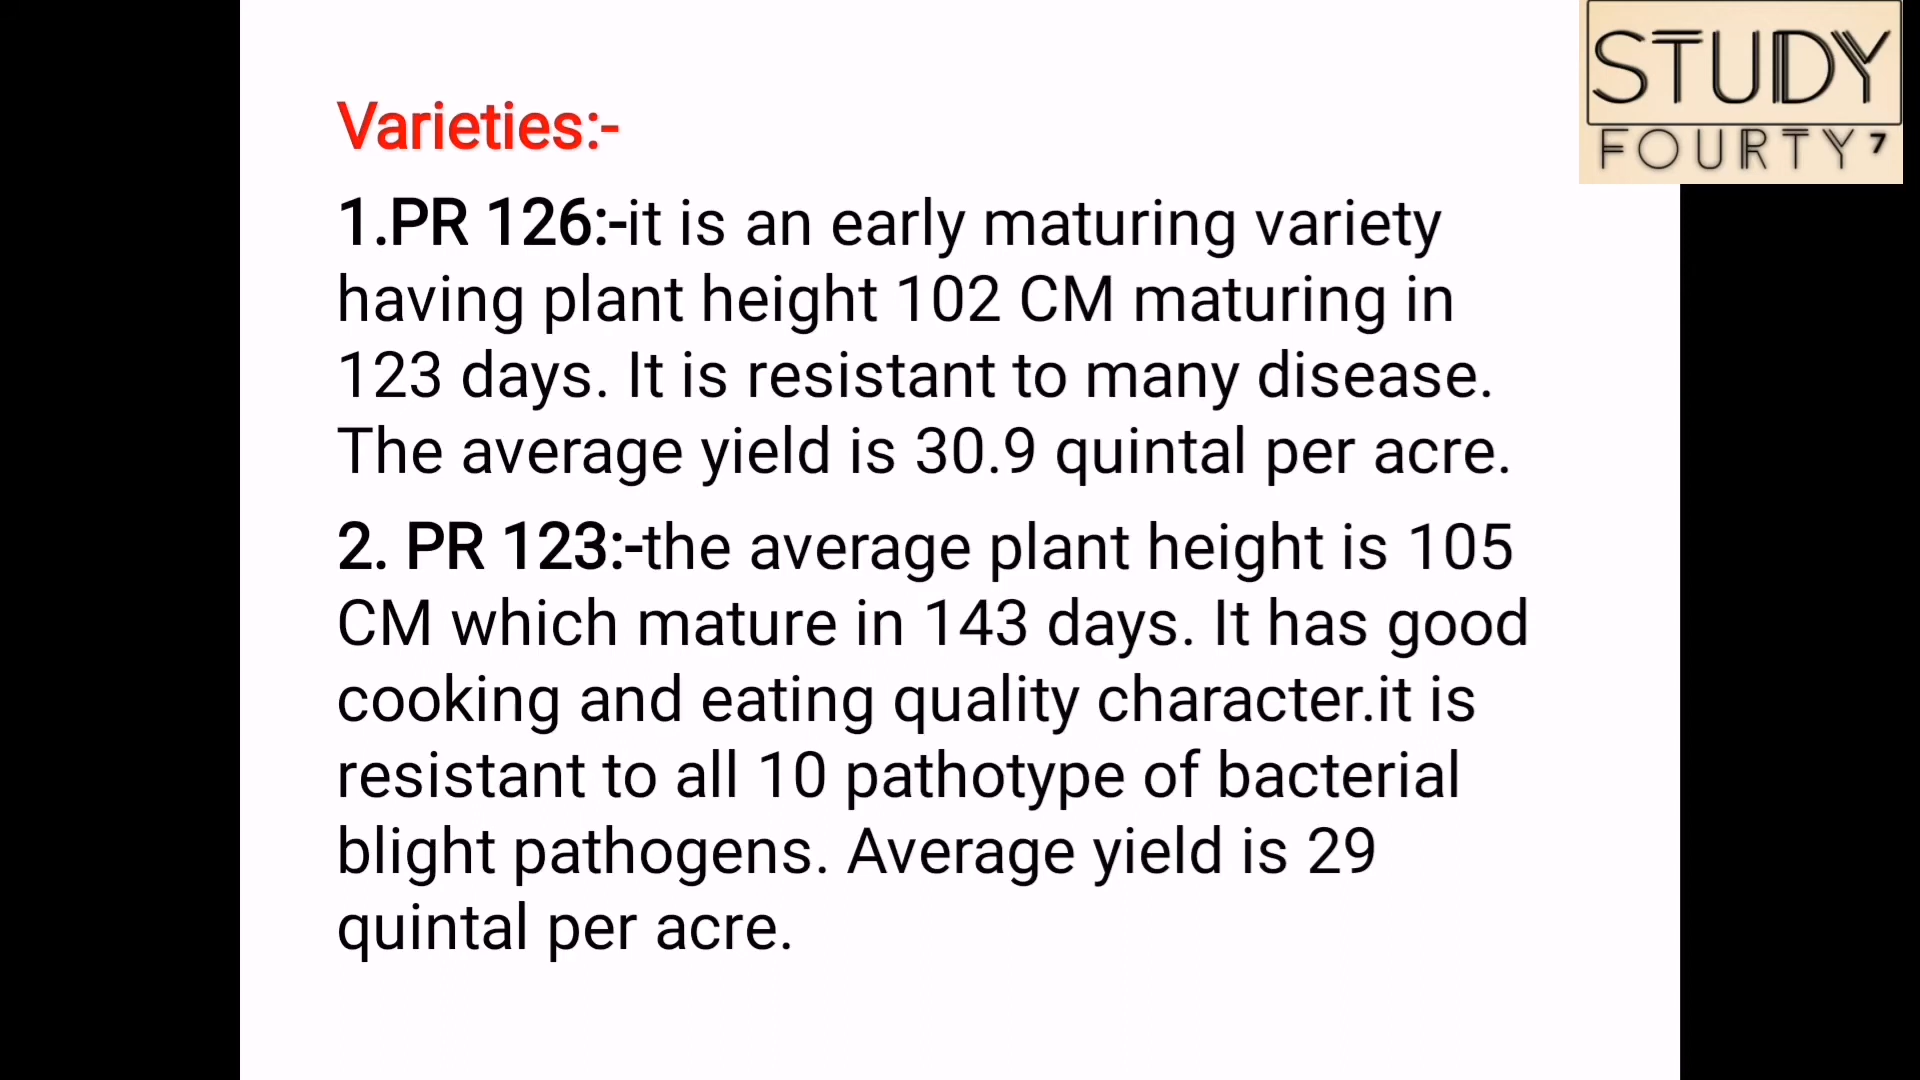 STUDY
FOURTY 7
Varieties:-
1.PR 126:-it is an early maturing variety
having plant height 102 CM maturing in
123 days. It is resistant to many disease.
The average yield is 30.9 quintal per acre.
2. PR 123:-the average plant height is 105
CM which mature in 143 days. It has good
cooking and eating quality character.it is
resistant to all 10 pathotype of bacterial
blight pathogens. Average yield is 29
quintal per acre.